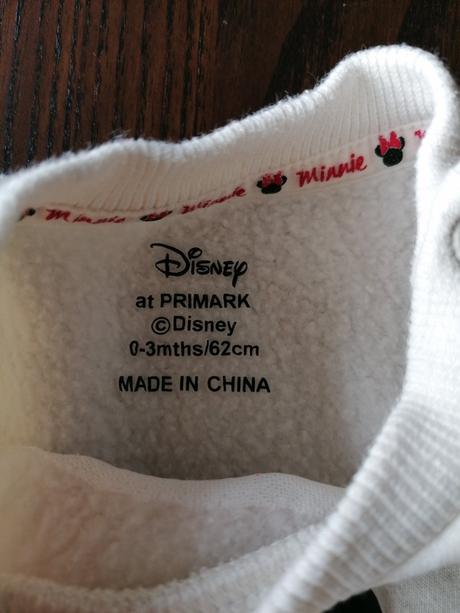 Minnie Minnie Minnie
Disney
at PRIMARK
©Disney
0-3mths/62cm
MADE IN CHINA